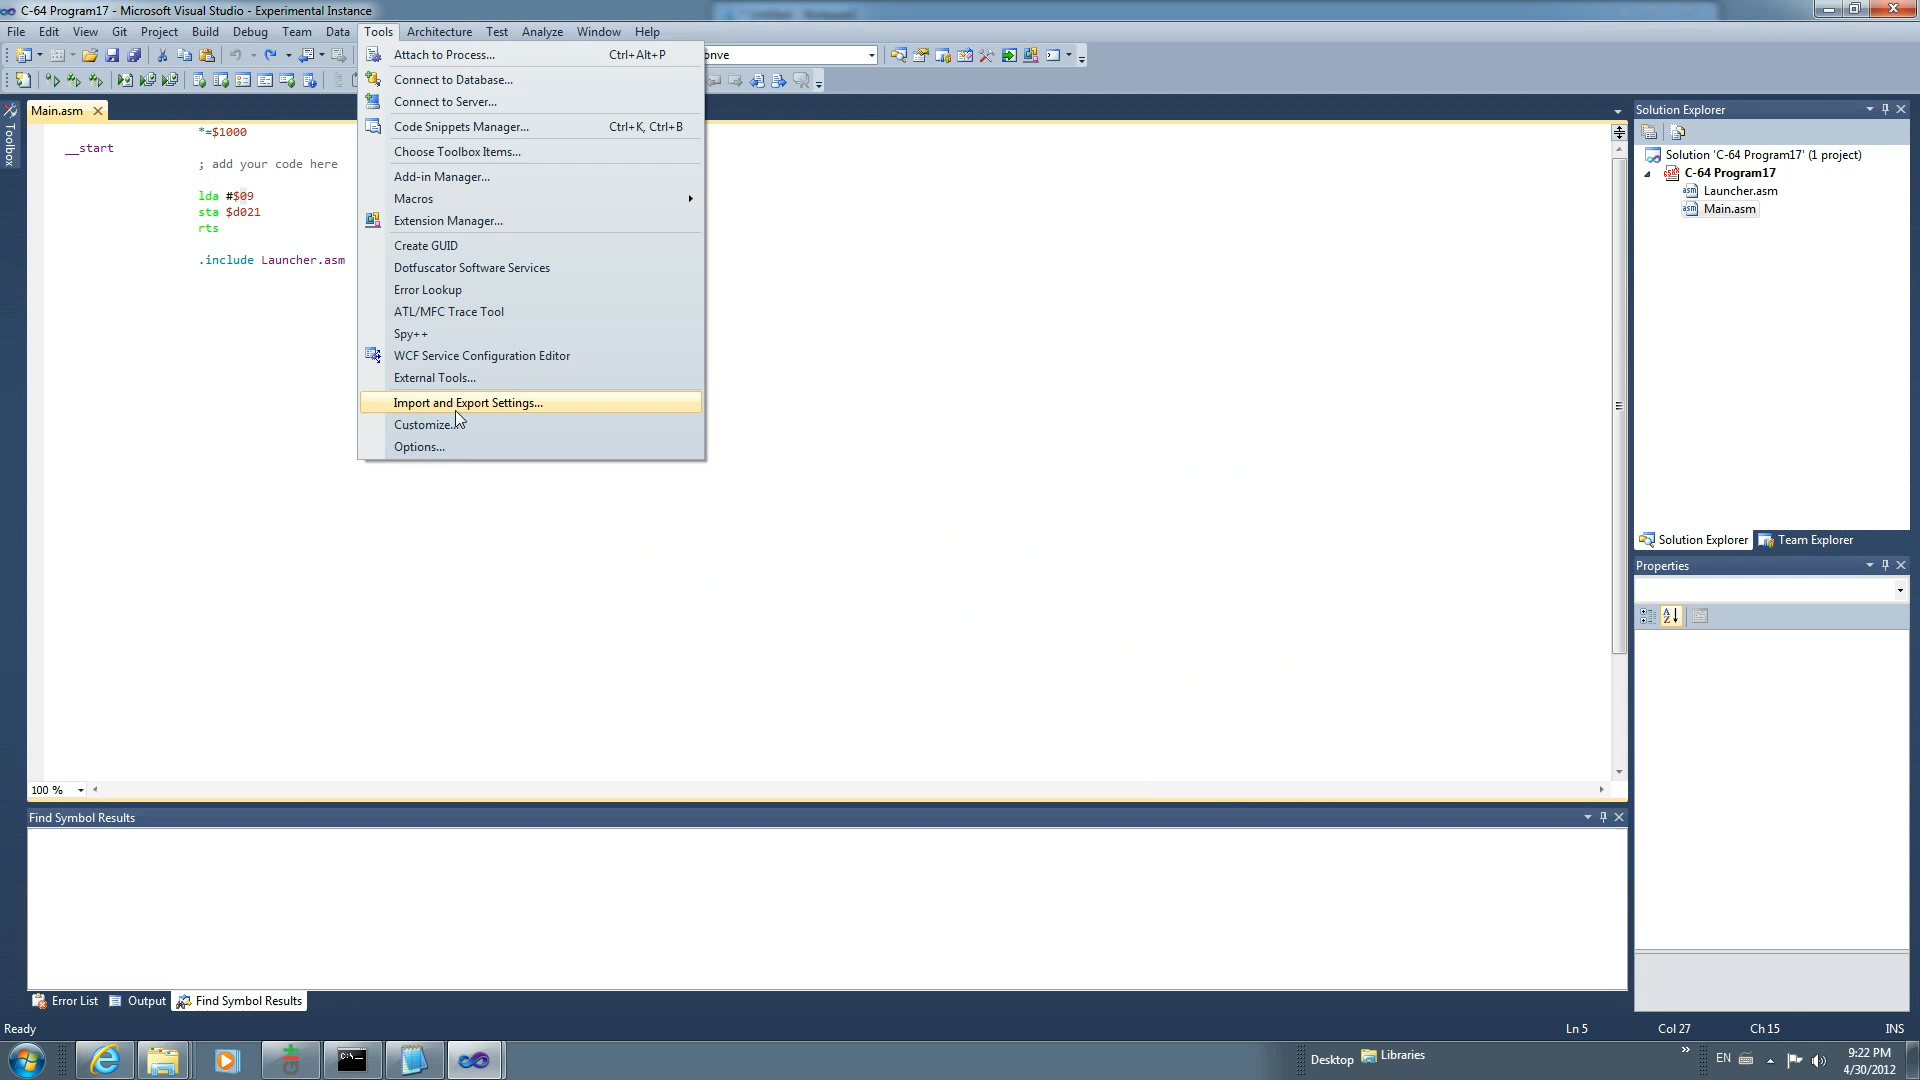 C-64 Program17 - Microsoft Visual Studio - Experimental Instance
File Edit View Git Project Build Debug Team Data Tools Architecture Test Analyze Window Help
Main.asm
Toolbox
*=$1000
__start
; add your code here
lda #$09
sta $d021
rts
.include Launcher.asm
Attach to Process... Ctrl+Alt+P
Connect to Database...
Connect to Server...
Code Snippets Manager... Ctrl+K, Ctrl+B
Choose Toolbox Items...
Add-in Manager...
Macros
Extension Manager...
Create GUID
Dotfuscator Software Services
Error Lookup
ATL/MFC Trace Tool
Spy++
WCF Service Configuration Editor
External Tools...
Import and Export Settings...
Customize...
Options...
Solution Explorer
Solution 'C-64 Program17' (1 project)
C-64 Program17
Launcher.asm
Main.asm
Solution Explorer Team Explorer
Properties
100 %
Find Symbol Results
Error List Output Find Symbol Results
Ready Ln 5 Col 27 Ch 15 INS
Desktop Libraries EN 9:22 PM
4/30/2012